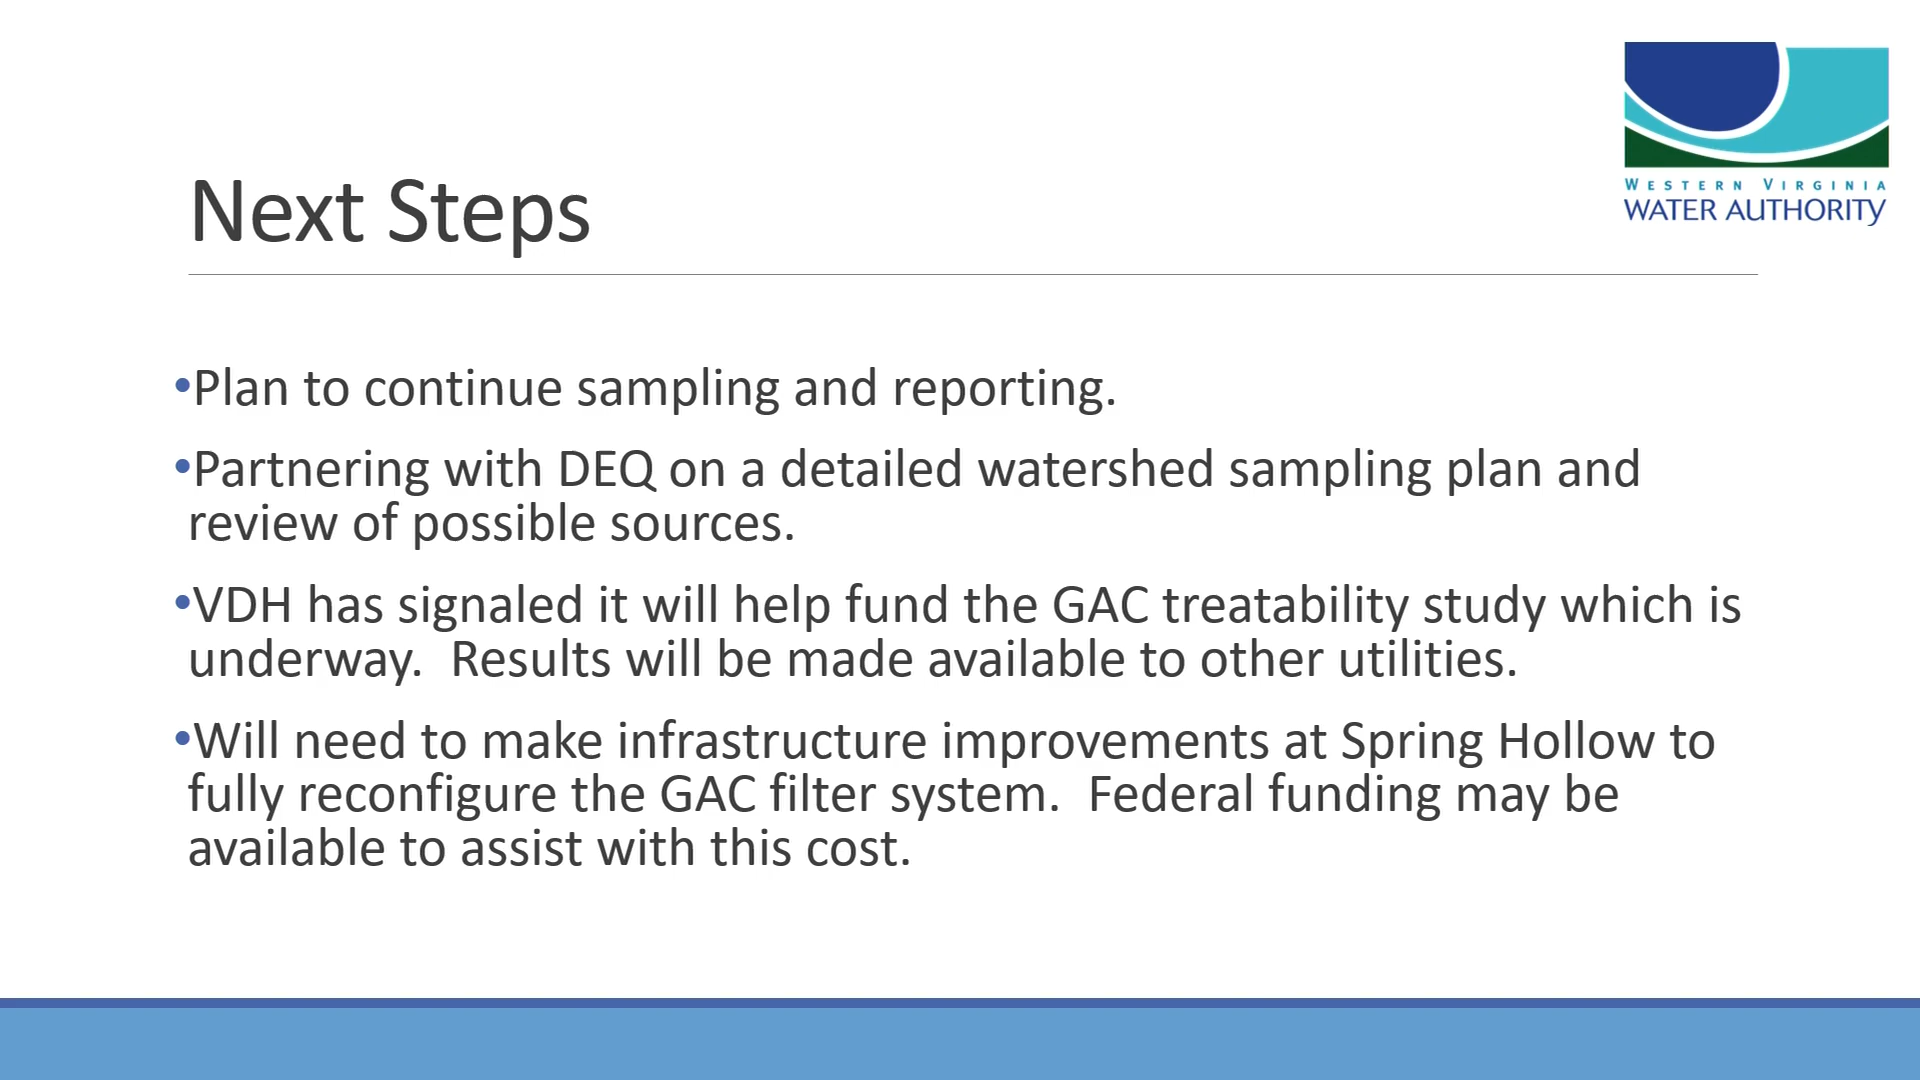 WESTERN VIRGINIA
WATER AUTHORITY
Next Steps
•Plan to continue sampling and reporting.
•Partnering with DEQ on a detailed watershed sampling plan and
review of possible sources.
•VDH has signaled it will help fund the GAC treatability study which is
underway.  Results will be made available to other utilities.
•Will need to make infrastructure improvements at Spring Hollow to
fully reconfigure the GAC filter system.  Federal funding may be
available to assist with this cost.